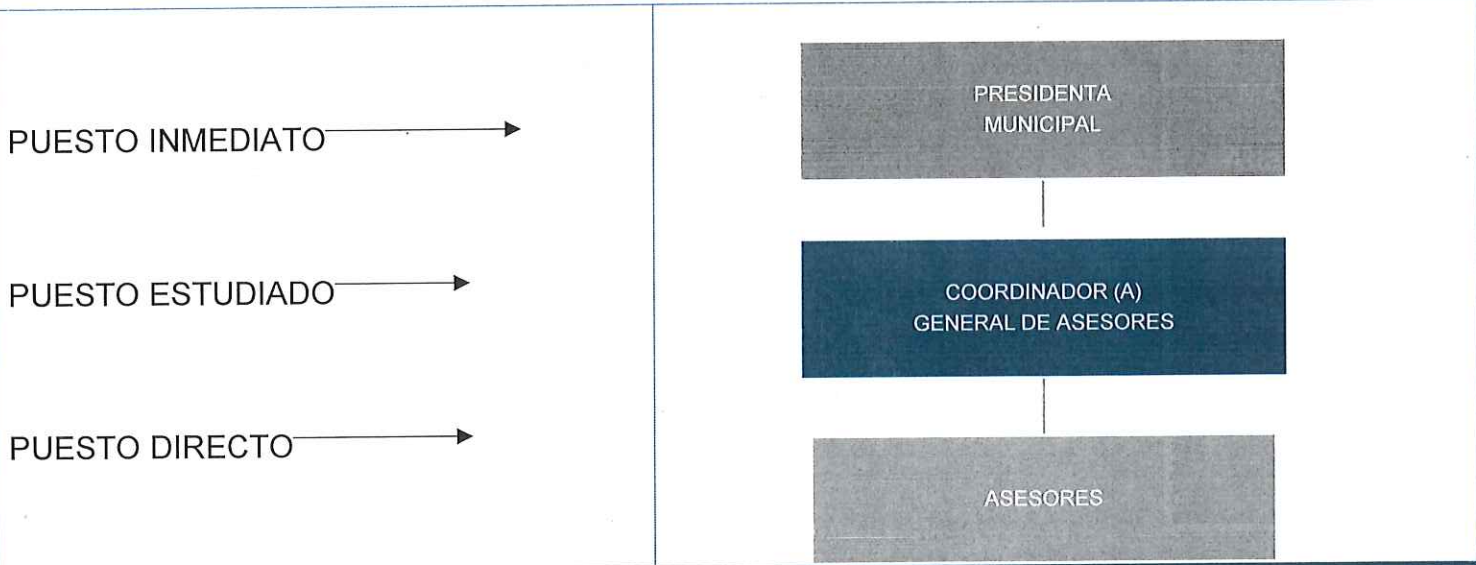 PUESTO INMEDIATO
PRESIDENTA
MUNICIPAL
PUESTO ESTUDIADO
COORDINADOR (A)
GENERAL DE ASESORES
PUESTO DIRECTO
ASESORES